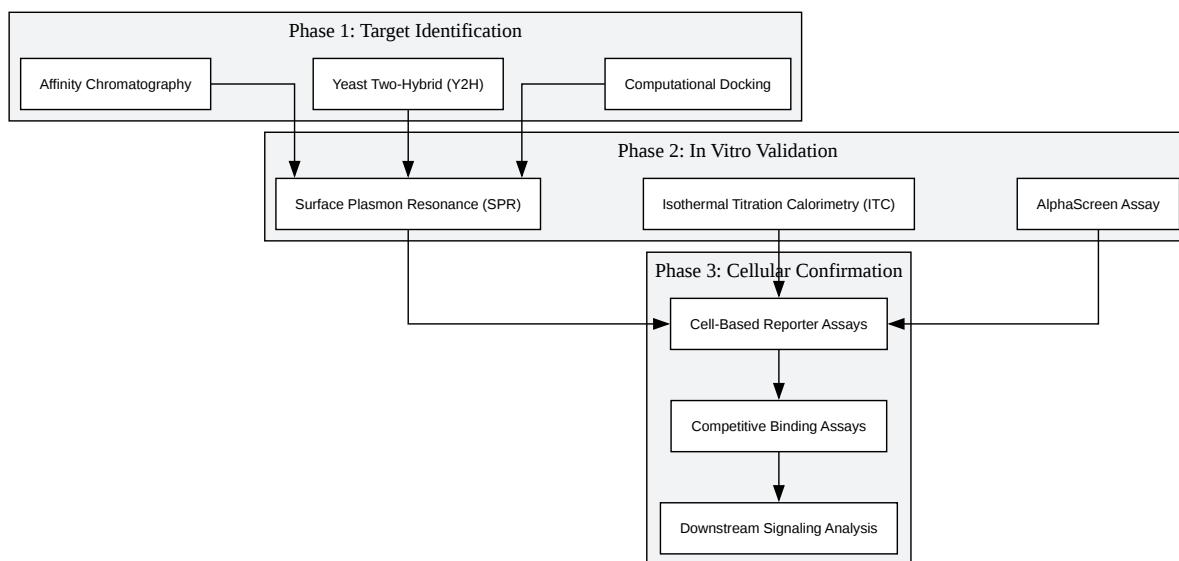 Phase 1: Target Identification
Affinity Chromatography
Yeast Two-Hybrid (Y2H)
Computational Docking
Phase 2: In Vitro Validation
Surface Plasmon Resonance (SPR)
Isothermal Titration Calorimetry (ITC)
AlphaScreen Assay
Phase 3: Cellular Confirmation
Cell-Based Reporter Assays
Competitive Binding Assays
Downstream Signaling Analysis